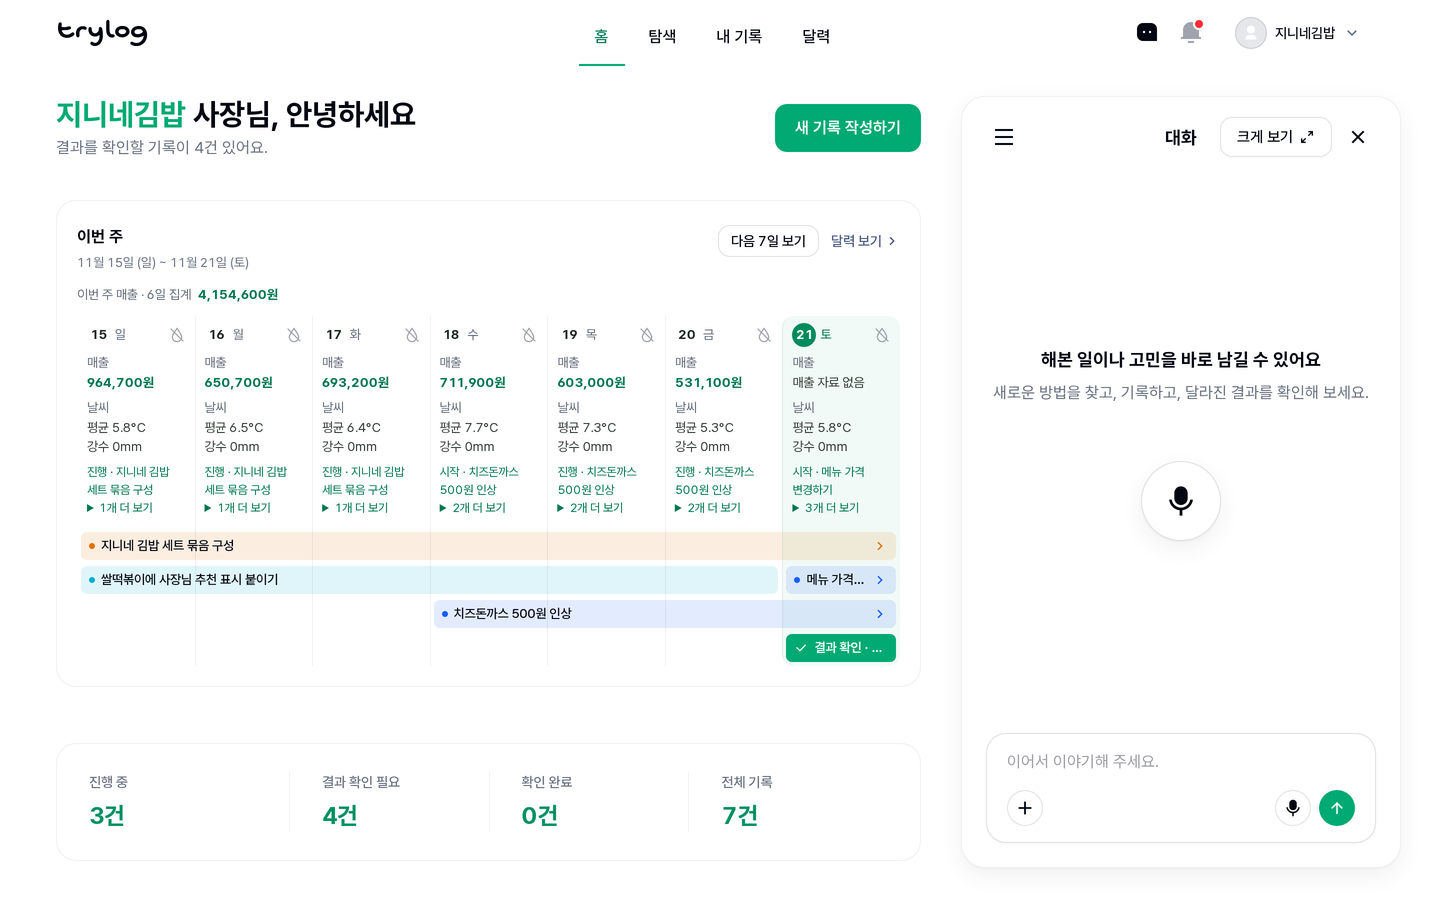 trylog
홈
탐색
내 기록
달력
지니네김밥
지니네김밥 사장님, 안녕하세요
결과를 확인할 기록이 4건 있어요.
새 기록 작성하기
이번 주
11월 15일 (일) ~ 11월 21일 (토)
다음 7일 보기
달력 보기
이번 주 매출 · 6일 집계 4,154,600원
15 일
매출
964,700원
날씨
평균 5.8°C
강수 0mm
진행 · 지니네 김밥
세트 묶음 구성
▶ 1개 더 보기
16 월
매출
650,700원
날씨
평균 6.5°C
강수 0mm
진행 · 지니네 김밥
세트 묶음 구성
▶ 1개 더 보기
17 화
매출
693,200원
날씨
평균 6.4°C
강수 0mm
진행 · 지니네 김밥
세트 묶음 구성
▶ 1개 더 보기
18 수
매출
711,900원
날씨
평균 7.7°C
강수 0mm
시작 · 치즈돈까스
500원 인상
▶ 2개 더 보기
19 목
매출
603,000원
날씨
평균 7.3°C
강수 0mm
진행 · 치즈돈까스
500원 인상
▶ 2개 더 보기
20 금
매출
531,100원
날씨
평균 5.3°C
강수 0mm
진행 · 치즈돈까스
500원 인상
▶ 2개 더 보기
21 토
매출
매출 자료 없음
날씨
평균 5.8°C
강수 0mm
시작 · 메뉴 가격
변경하기
▶ 3개 더 보기
지니네 김밥 세트 묶음 구성
쌀떡볶이에 사장님 추천 표시 붙이기
메뉴 가격...
치즈돈까스 500원 인상
결과 확인 · ...
진행 중
3건
결과 확인 필요
4건
확인 완료
0건
전체 기록
7건
대화
크게 보기
해본 일이나 고민을 바로 남길 수 있어요
새로운 방법을 찾고, 기록하고, 달라진 결과를 확인해 보세요.
이어서 이야기해 주세요.